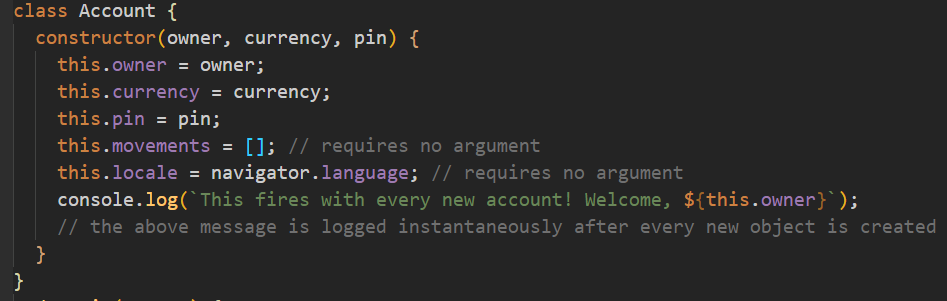 class Account {
  constructor(owner, currency, pin) {
    this.owner = owner;
    this.currency = currency;
    this.pin = pin;
    this.movements = []; // requires no argument
    this.locale = navigator.language; // requires no argument
    console.log(`This fires with every new account! Welcome, ${this.owner}`);
    // the above message is logged instantaneously after every new object is created
  }
}